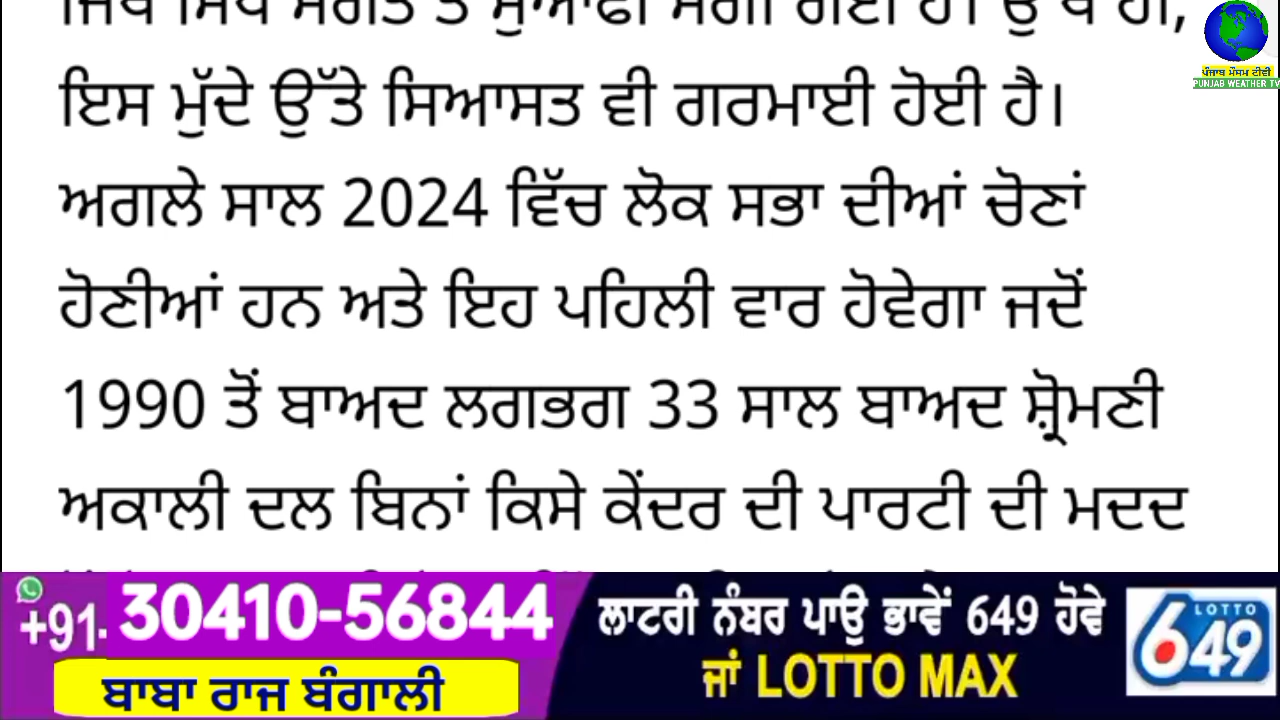 ਇਸ ਮੁੱਦੇ ਉੱਤੇ ਸਿਆਸਤ ਵੀ ਗਰਮਾਈ ਹੋਈ ਹੈ।
ਅਗਲੇ ਸਾਲ 2024 ਵਿੱਚ ਲੋਕ ਸਭਾ ਦੀਆਂ ਚੋਣਾਂ
ਹੋਣੀਆਂ ਹਨ ਅਤੇ ਇਹ ਪਹਿਲੀ ਵਾਰ ਹੋਵੇਗਾ ਜਦੋਂ
1990 ਤੋਂ ਬਾਅਦ ਲਗਭਗ 33 ਸਾਲ ਬਾਅਦ ਸ਼੍ਰੋਮਣੀ
ਅਕਾਲੀ ਦਲ ਬਿਨਾਂ ਕਿਸੇ ਕੇਂਦਰ ਦੀ ਪਾਰਟੀ ਦੀ ਮਦਦ
ਪੰਜਾਬ ਮੌਸਮ ਟੀਵੀ
PUNJAB WEATHER TV
+91- 30410-56844
ਬਾਬਾ ਰਾਜ ਬੰਗਾਲੀ
ਲਾਟਰੀ ਨੰਬਰ ਪਾਉ ਭਾਵੇਂ 649 ਹੋਵੇ
ਜਾਂ LOTTO MAX
LOTTO
649